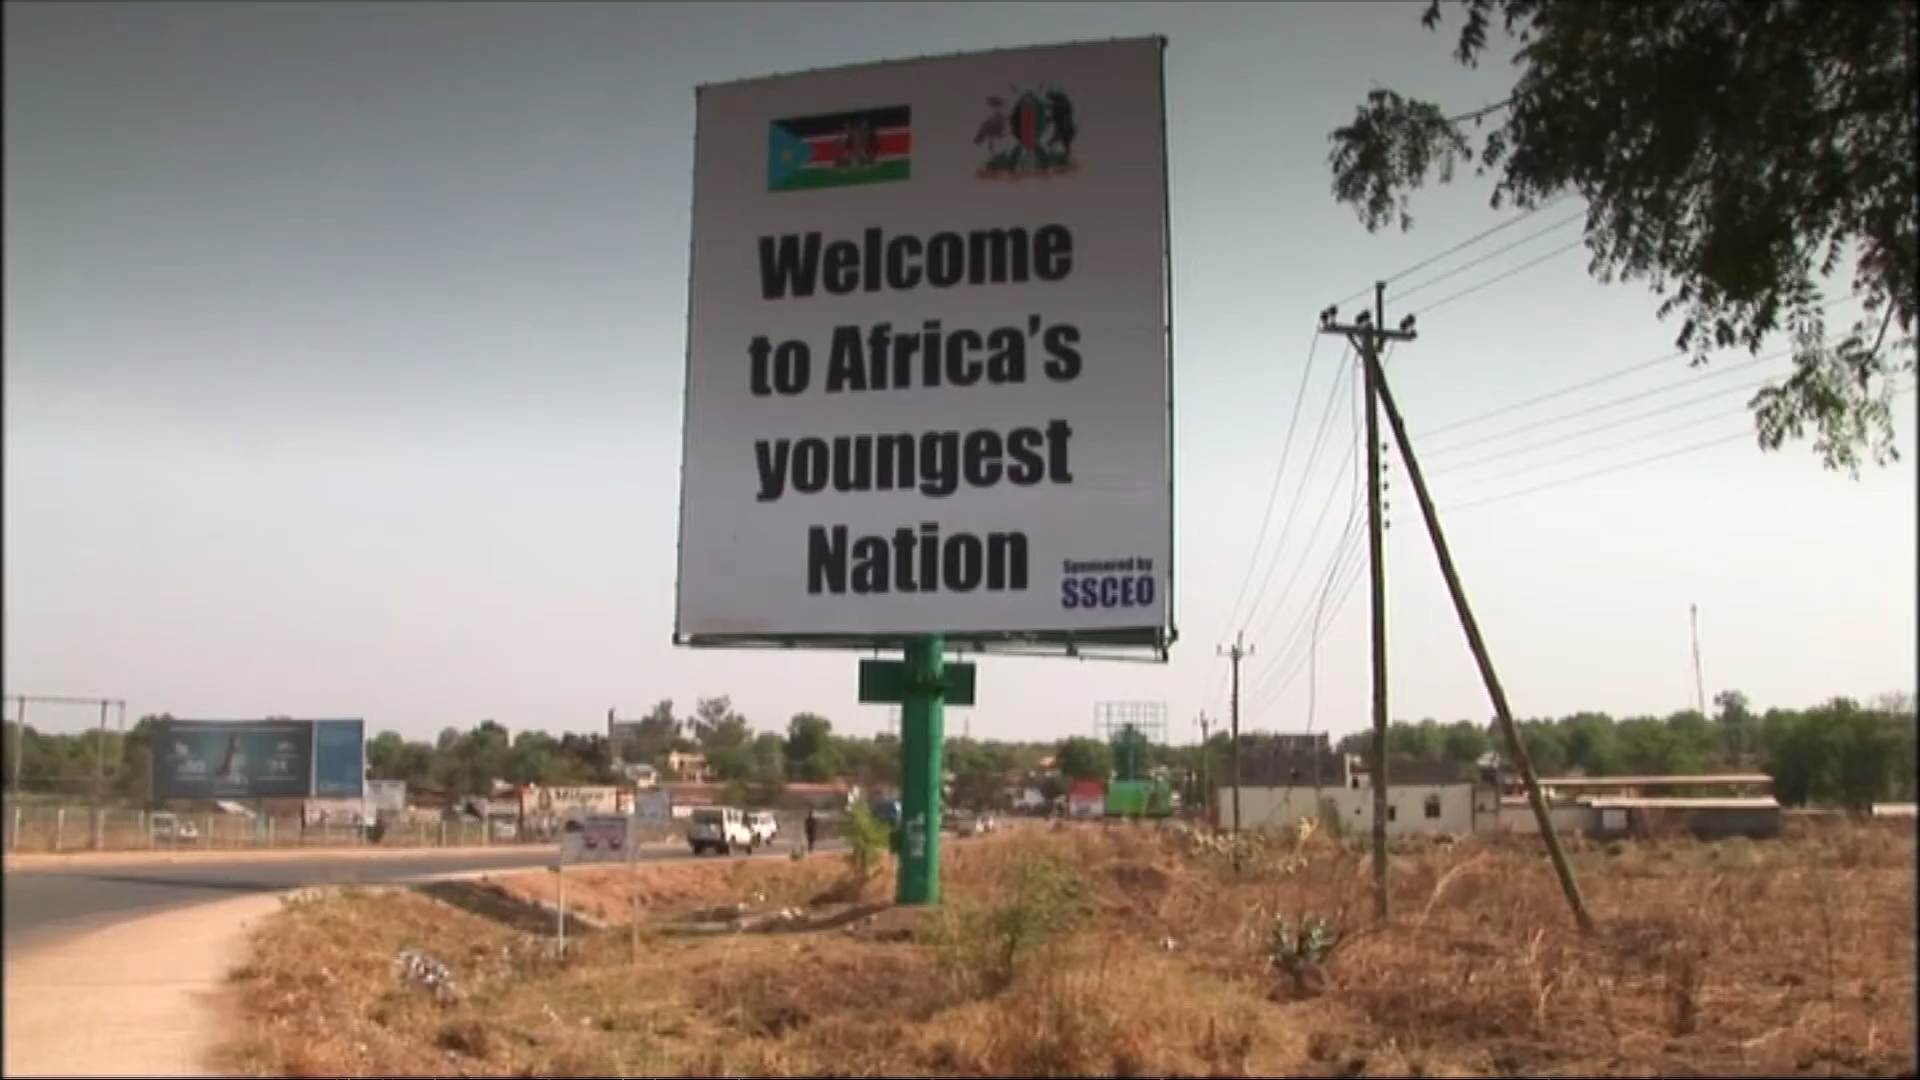 Welcome
to Africa's
youngest
Nation
Sponsored by
SSCEO